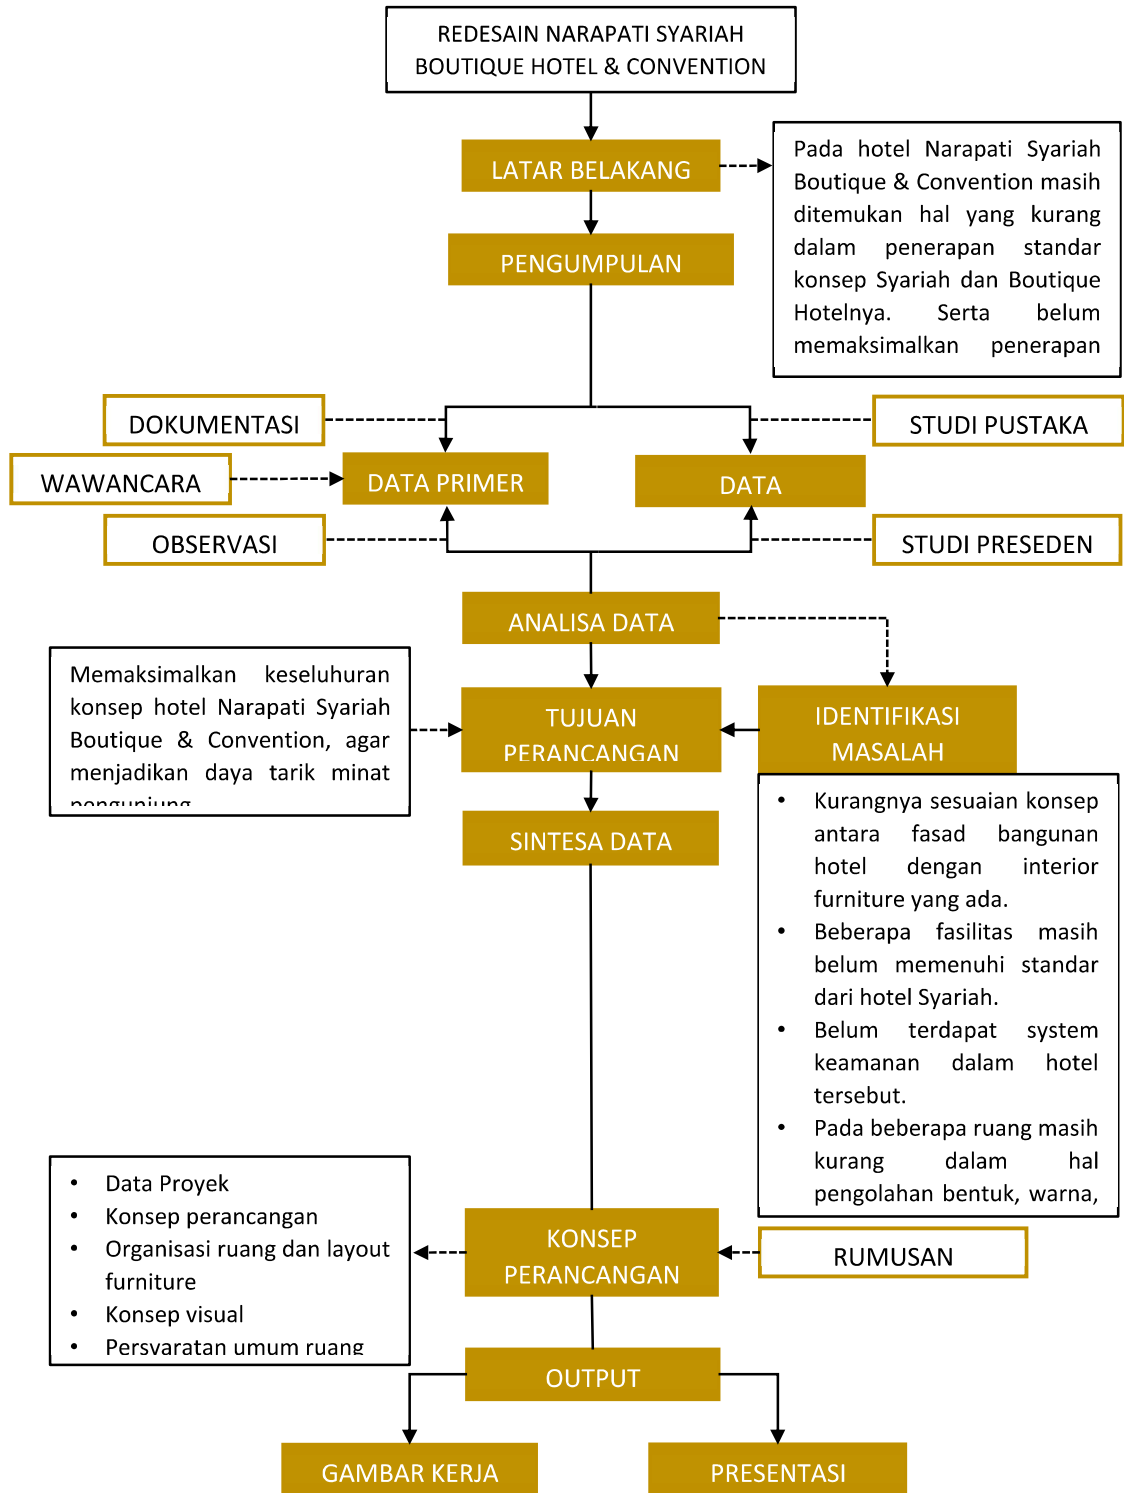 REDESAIN NARAPATI SYARIAH
BOUTIQUE HOTEL & CONVENTION
LATAR BELAKANG
Pada hotel Narapati Syariah
Boutique & Convention masih
ditemukan hal yang kurang
dalam penerapan standar
konsep Syariah dan Boutique
Hotelnya. Serta belum
memaksimalkan penerapan
PENGUMPULAN
DOKUMENTASI
STUDI PUSTAKA
WAWANCARA
DATA PRIMER
DATA
OBSERVASI
STUDI PRESEDEN
ANALISA DATA
Memaksimalkan keseluruhan
konsep hotel Narapati Syariah
Boutique & Convention, agar
menjadikan daya tarik minat
pengunjung
TUJUAN
PERANCANGAN
IDENTIFIKASI
MASALAH
SINTESA DATA
• Kurangnya sesuaian konsep
antara fasad bangunan
hotel dengan interior
furniture yang ada.
• Beberapa fasilitas masih
belum memenuhi standar
dari hotel Syariah.
• Belum terdapat system
keamanan dalam hotel
tersebut.
• Pada beberapa ruang masih
kurang dalam hal
pengolahan bentuk, warna,
• Data Proyek
• Konsep perancangan
• Organisasi ruang dan layout
furniture
• Konsep visual
• Persyaratan umum ruang
KONSEP
PERANCANGAN
RUMUSAN
OUTPUT
GAMBAR KERJA
PRESENTASI